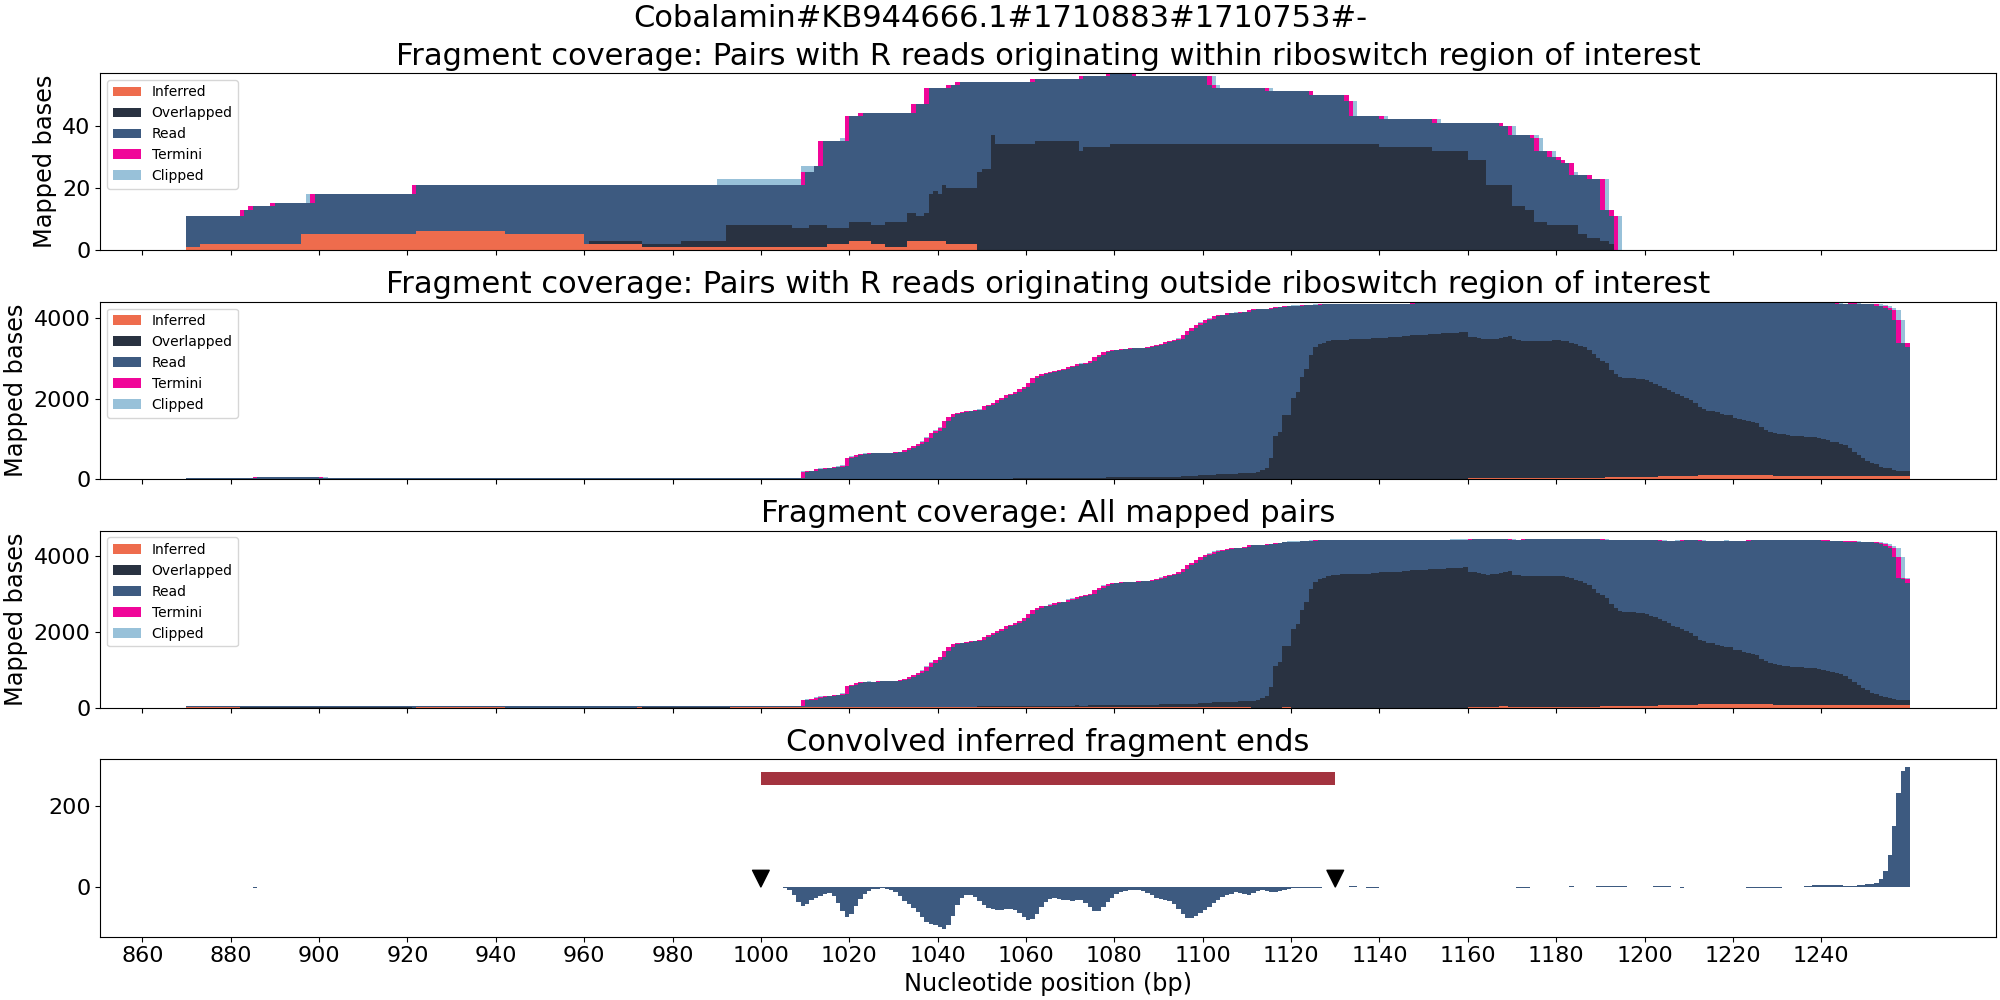 Cobalamin#KB944666.1#1710883#1710753#-
Fragment coverage: Pairs with R reads originating within riboswitch region of interest
Mapped bases
40
20
0
Inferred
Overlapped
Read
Termini
Clipped
Fragment coverage: Pairs with R reads originating outside riboswitch region of interest
Mapped bases
4000
2000
0
Inferred
Overlapped
Read
Termini
Clipped
Fragment coverage: All mapped pairs
Mapped bases
4000
2000
0
Inferred
Overlapped
Read
Termini
Clipped
Convolved inferred fragment ends
200
0
860 880 900 920 940 960 980 1000 1020 1040 1060 1080 1100 1120 1140 1160 1180 1200 1220 1240
Nucleotide position (bp)